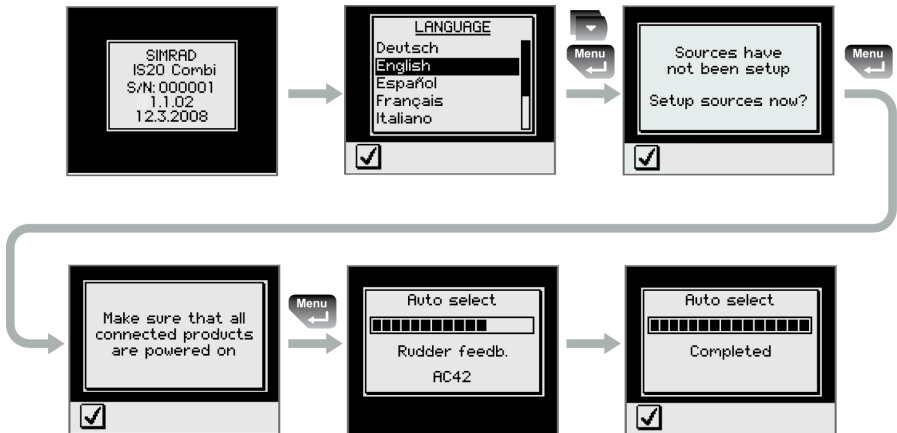 SIMRAD
IS20 Combi
S/N: 000001
1.1.02
12.3.2008
LANGUAGE
Deutsch
English
Español
Français
Italiano
Menu
Sources have
not been setup
Setup sources now?
Menu
Make sure that all
connected products
are powered on
Menu
Auto select
Rudder feedb.
AC42
Auto select
Completed